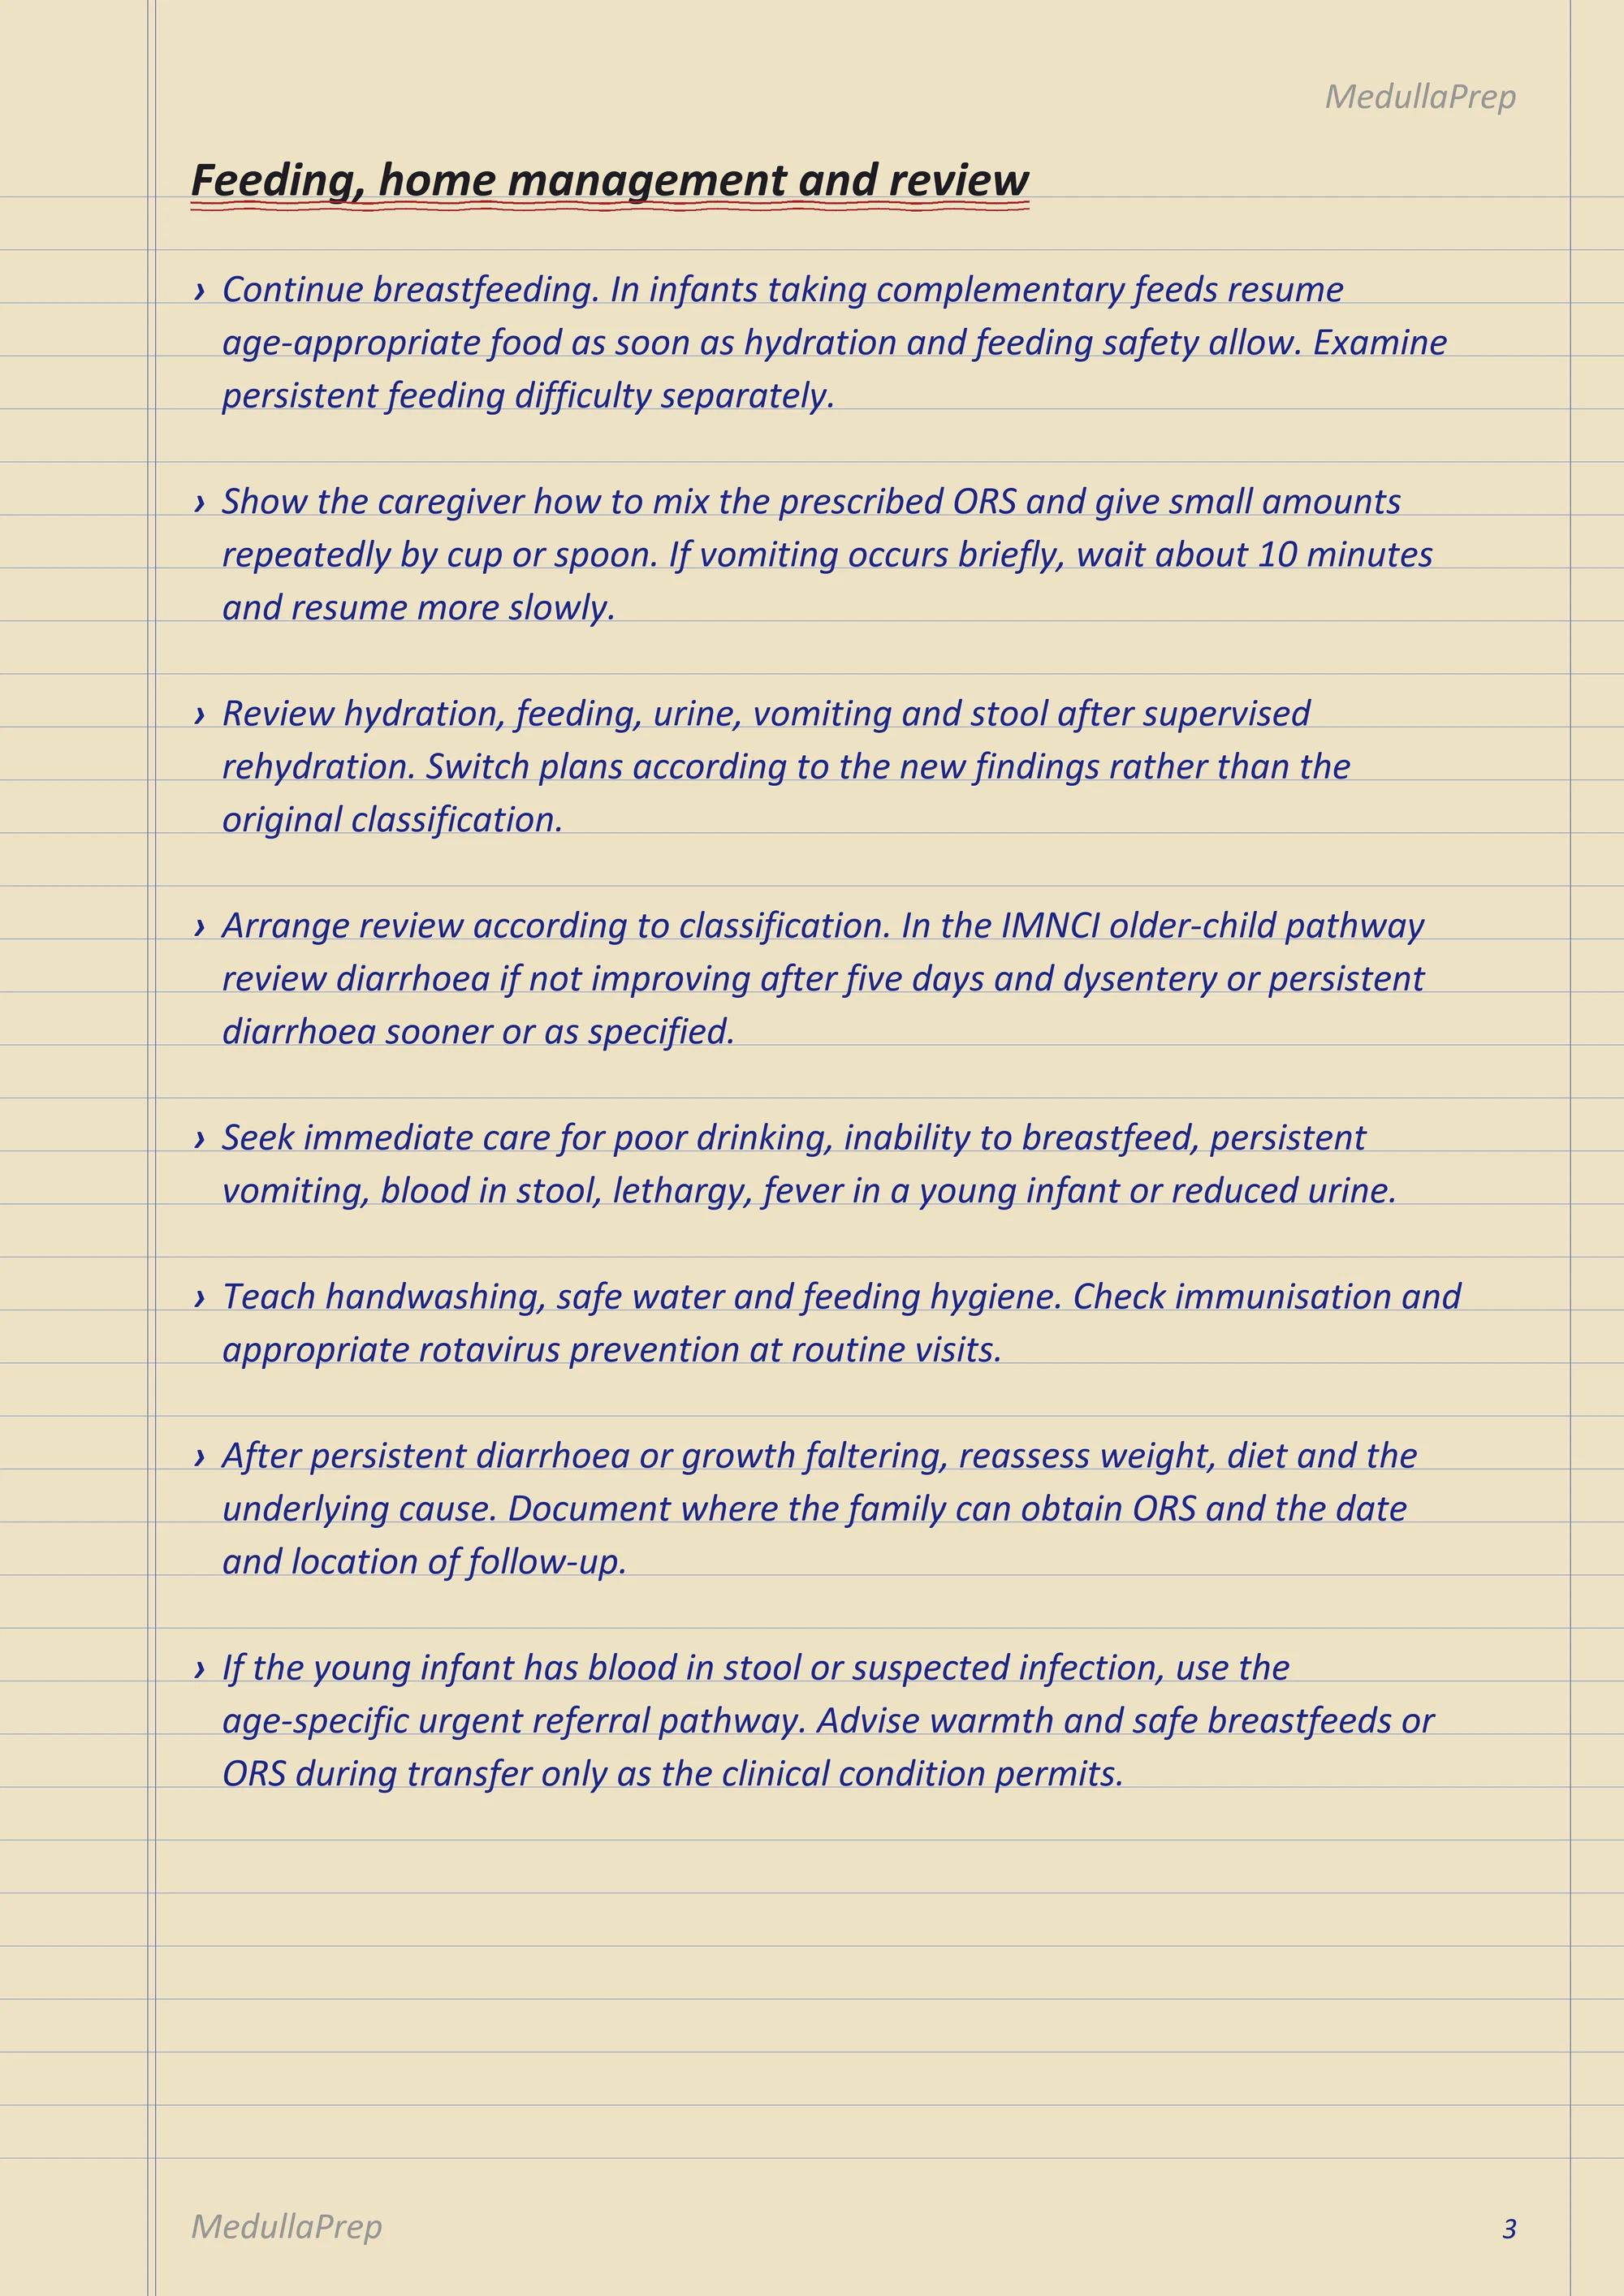 MedullaPrep
Feeding, home management and review
› Continue breastfeeding. In infants taking complementary feeds resume
age-appropriate food as soon as hydration and feeding safety allow. Examine
persistent feeding difficulty separately.
› Show the caregiver how to mix the prescribed ORS and give small amounts
repeatedly by cup or spoon. If vomiting occurs briefly, wait about 10 minutes
and resume more slowly.
› Review hydration, feeding, urine, vomiting and stool after supervised
rehydration. Switch plans according to the new findings rather than the
original classification.
› Arrange review according to classification. In the IMNCI older-child pathway
review diarrhoea if not improving after five days and dysentery or persistent
diarrhoea sooner or as specified.
› Seek immediate care for poor drinking, inability to breastfeed, persistent
vomiting, blood in stool, lethargy, fever in a young infant or reduced urine.
› Teach handwashing, safe water and feeding hygiene. Check immunisation and
appropriate rotavirus prevention at routine visits.
› After persistent diarrhoea or growth faltering, reassess weight, diet and the
underlying cause. Document where the family can obtain ORS and the date
and location of follow-up.
› If the young infant has blood in stool or suspected infection, use the
age-specific urgent referral pathway. Advise warmth and safe breastfeeds or
ORS during transfer only as the clinical condition permits.
MedullaPrep
3